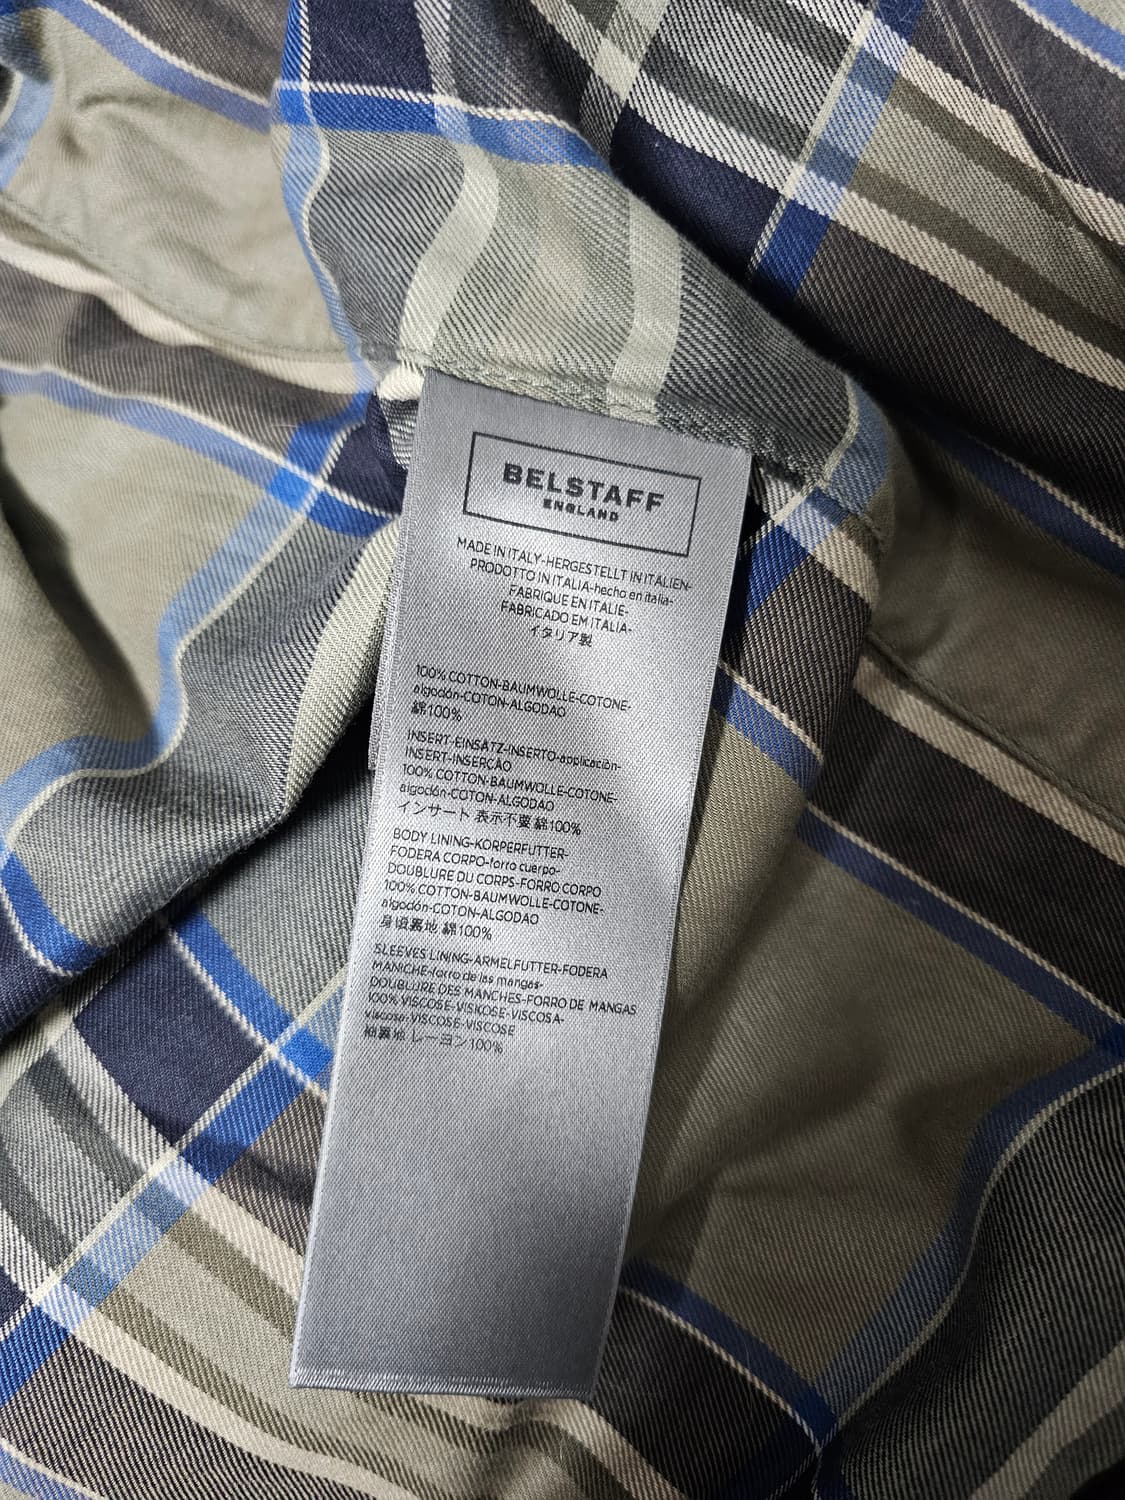 BELSTAFF
ENGLAND
MADE IN ITALY-HERGESTELLT IN ITALIEN-
PRODOTTO IN ITALIA-hecho en italia-
FABRIQUE EN ITALIE-
FABRICADO EM ITALIA-
イタリア製
100% COTTON-BAUMWOLLE-COTONE-
algodón-COTON-ALGODAO
綿100%
INSERT-EINSATZ-INSERTO-applicaciòn-
INSERT-INSERÇÃO
100% COTTON-BAUMWOLLE-COTONE-
algodón-COTON-ALGODAO
インサート 表示不要 綿100%
BODY LINING-KORPERFUTTER-
FODERA CORPO-forro cuerpo-
DOUBLURE DU CORPS-FORRO CORPO
100% COTTON-BAUMWOLLE-COTONE-
algodón-COTON-ALGODAO
身頃裏地 綿100%
SLEEVES LINING-ARMELFUTTER-FODERA
MANICHE-forro de las mangas-
DOUBLURE DES MANCHES-FORRO DE MANGAS
100% VISCOSE-VISKOSE-VISCOSA-
viscose-VISCOSE-VISCOSE
袖裏地 レーヨン100%